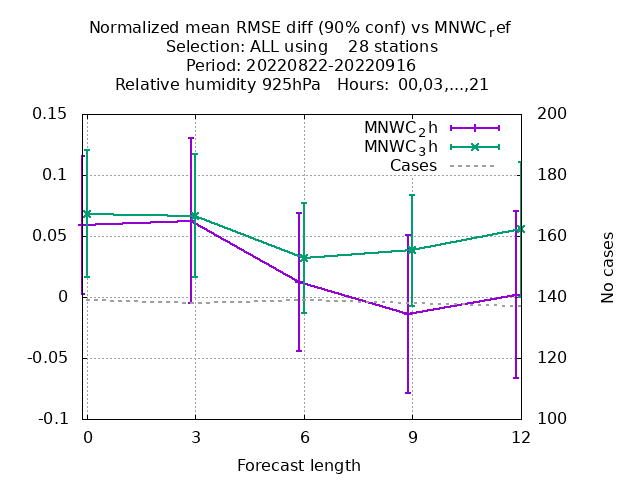 Normalized mean RMSE diff (90% conf) vs MNWC_ref
Selection: ALL using    28 stations
Period: 20220822-20220916
Relative humidity 925hPa   Hours: 00,03,...,21
MNWC_2h
MNWC_3h
Cases
0.15
0.1
0.05
0
-0.05
-0.1
200
180
160
140
120
100
No cases
0
3
6
9
12
Forecast length